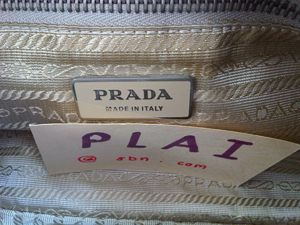 PRADA
MADE IN ITALY
PLAI
@ sbn . com